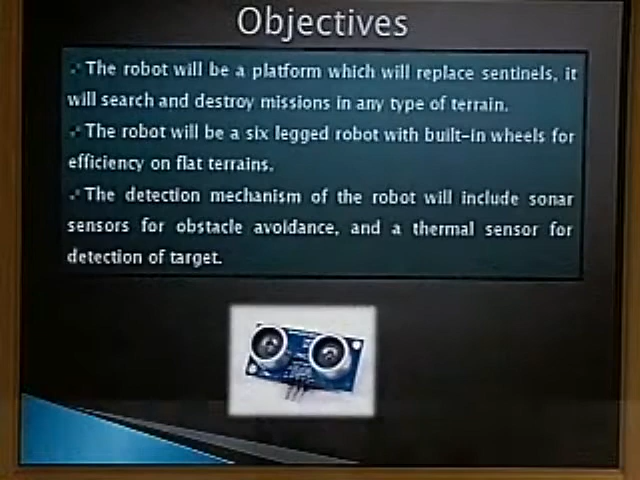 Objectives
The robot will be a platform which will replace sentinels, it
will search and destroy missions in any type of terrain.
The robot will be a six legged robot with built-in wheels for
efficiency on flat terrains.
The detection mechanism of the robot will include sonar
sensors for obstacle avoidance, and a thermal sensor for
detection of target.